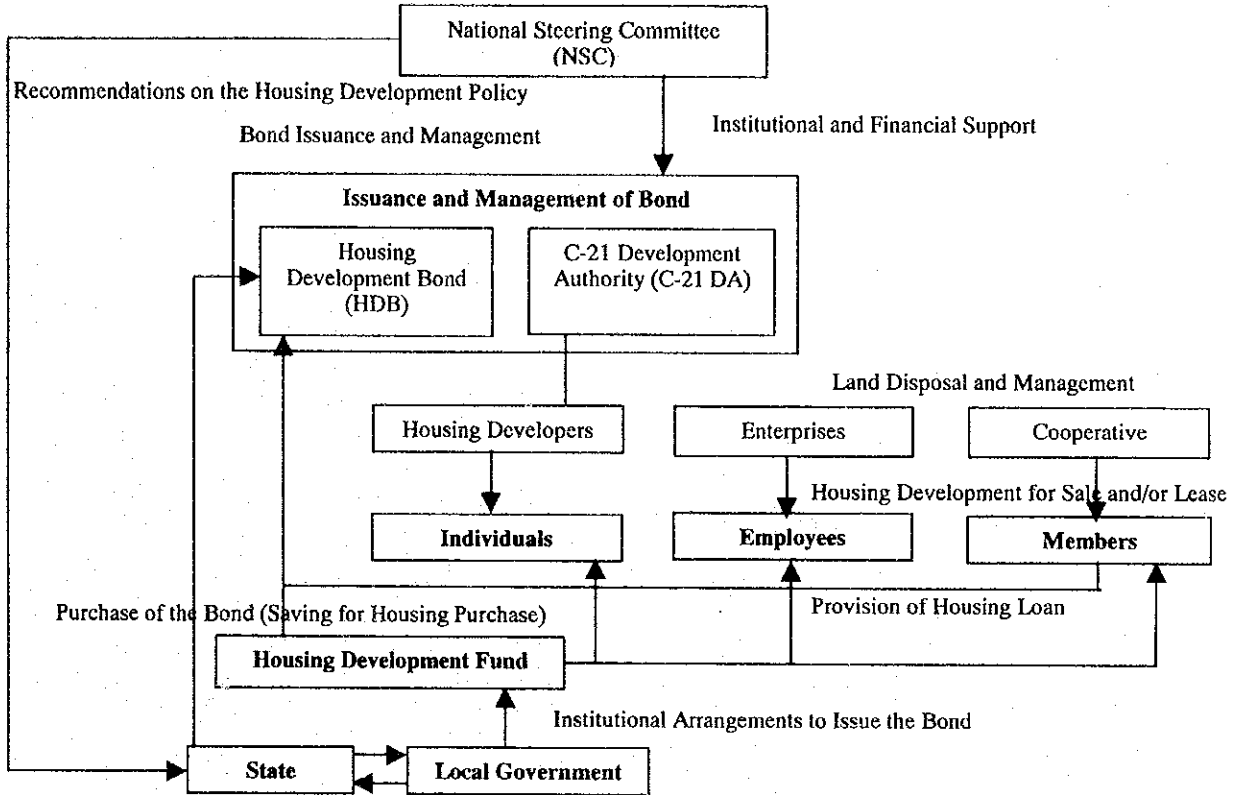 National Steering Committee
(NSC)
Recommendations on the Housing Development Policy
Bond Issuance and Management
Institutional and Financial Support
Issuance and Management of Bond
Housing
Development Bond
(HDB)
C-21 Development
Authority (C-21 DA)
Land Disposal and Management
Housing Developers
Enterprises
Cooperative
Housing Development for Sale and/or Lease
Individuals
Employees
Members
Purchase of the Bond (Saving for Housing Purchase)
Provision of Housing Loan
Housing Development Fund
Institutional Arrangements to Issue the Bond
State
Local Government